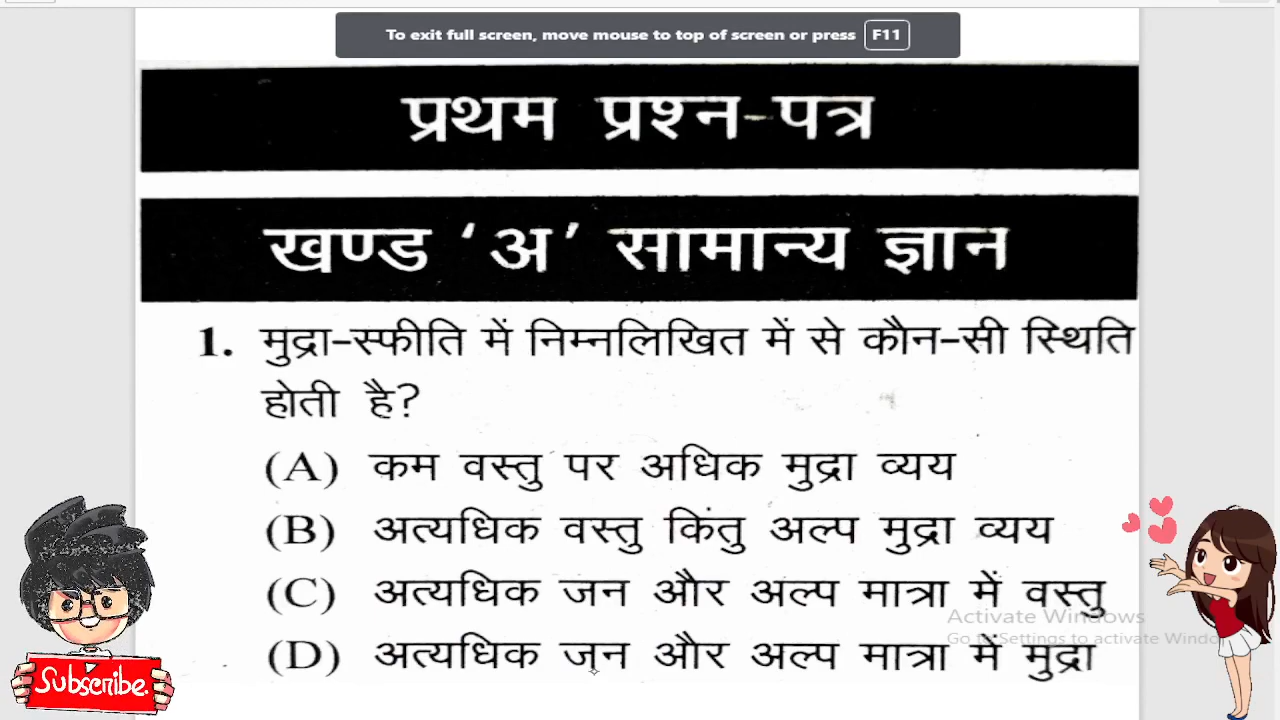 To exit full screen, move mouse to top of screen or press F11
प्रथम प्रश्न-पत्र
खण्ड ‘अ’ सामान्य ज्ञान
1. मुद्रा-स्फीति में निम्नलिखित में से कौन-सी स्थिति
होती है?
(A) कम वस्तु पर अधिक मुद्रा व्यय
(B) अत्यधिक वस्तु किंतु अल्प मुद्रा व्यय
(C) अत्यधिक जन और अल्प मात्रा में वस्तु
Activate Windows
Go to Settings to activate Windo
(D) अत्यधिक जन और अल्प मात्रा में मुद्रा
Subscribe.